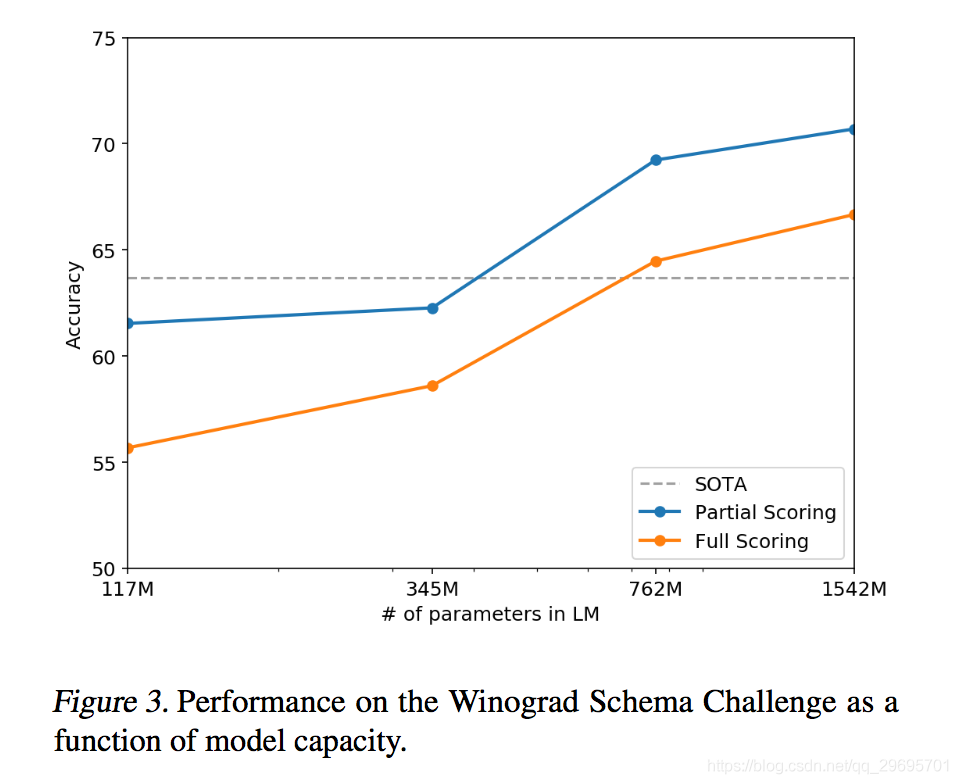 75
70
65
60
55
50
Accuracy
SOTA
Partial Scoring
Full Scoring
117M 345M 762M 1542M
# of parameters in LM
Figure 3. Performance on the Winograd Schema Challenge as a
function of model capacity.
https://blog.csdn.net/qq_29695701